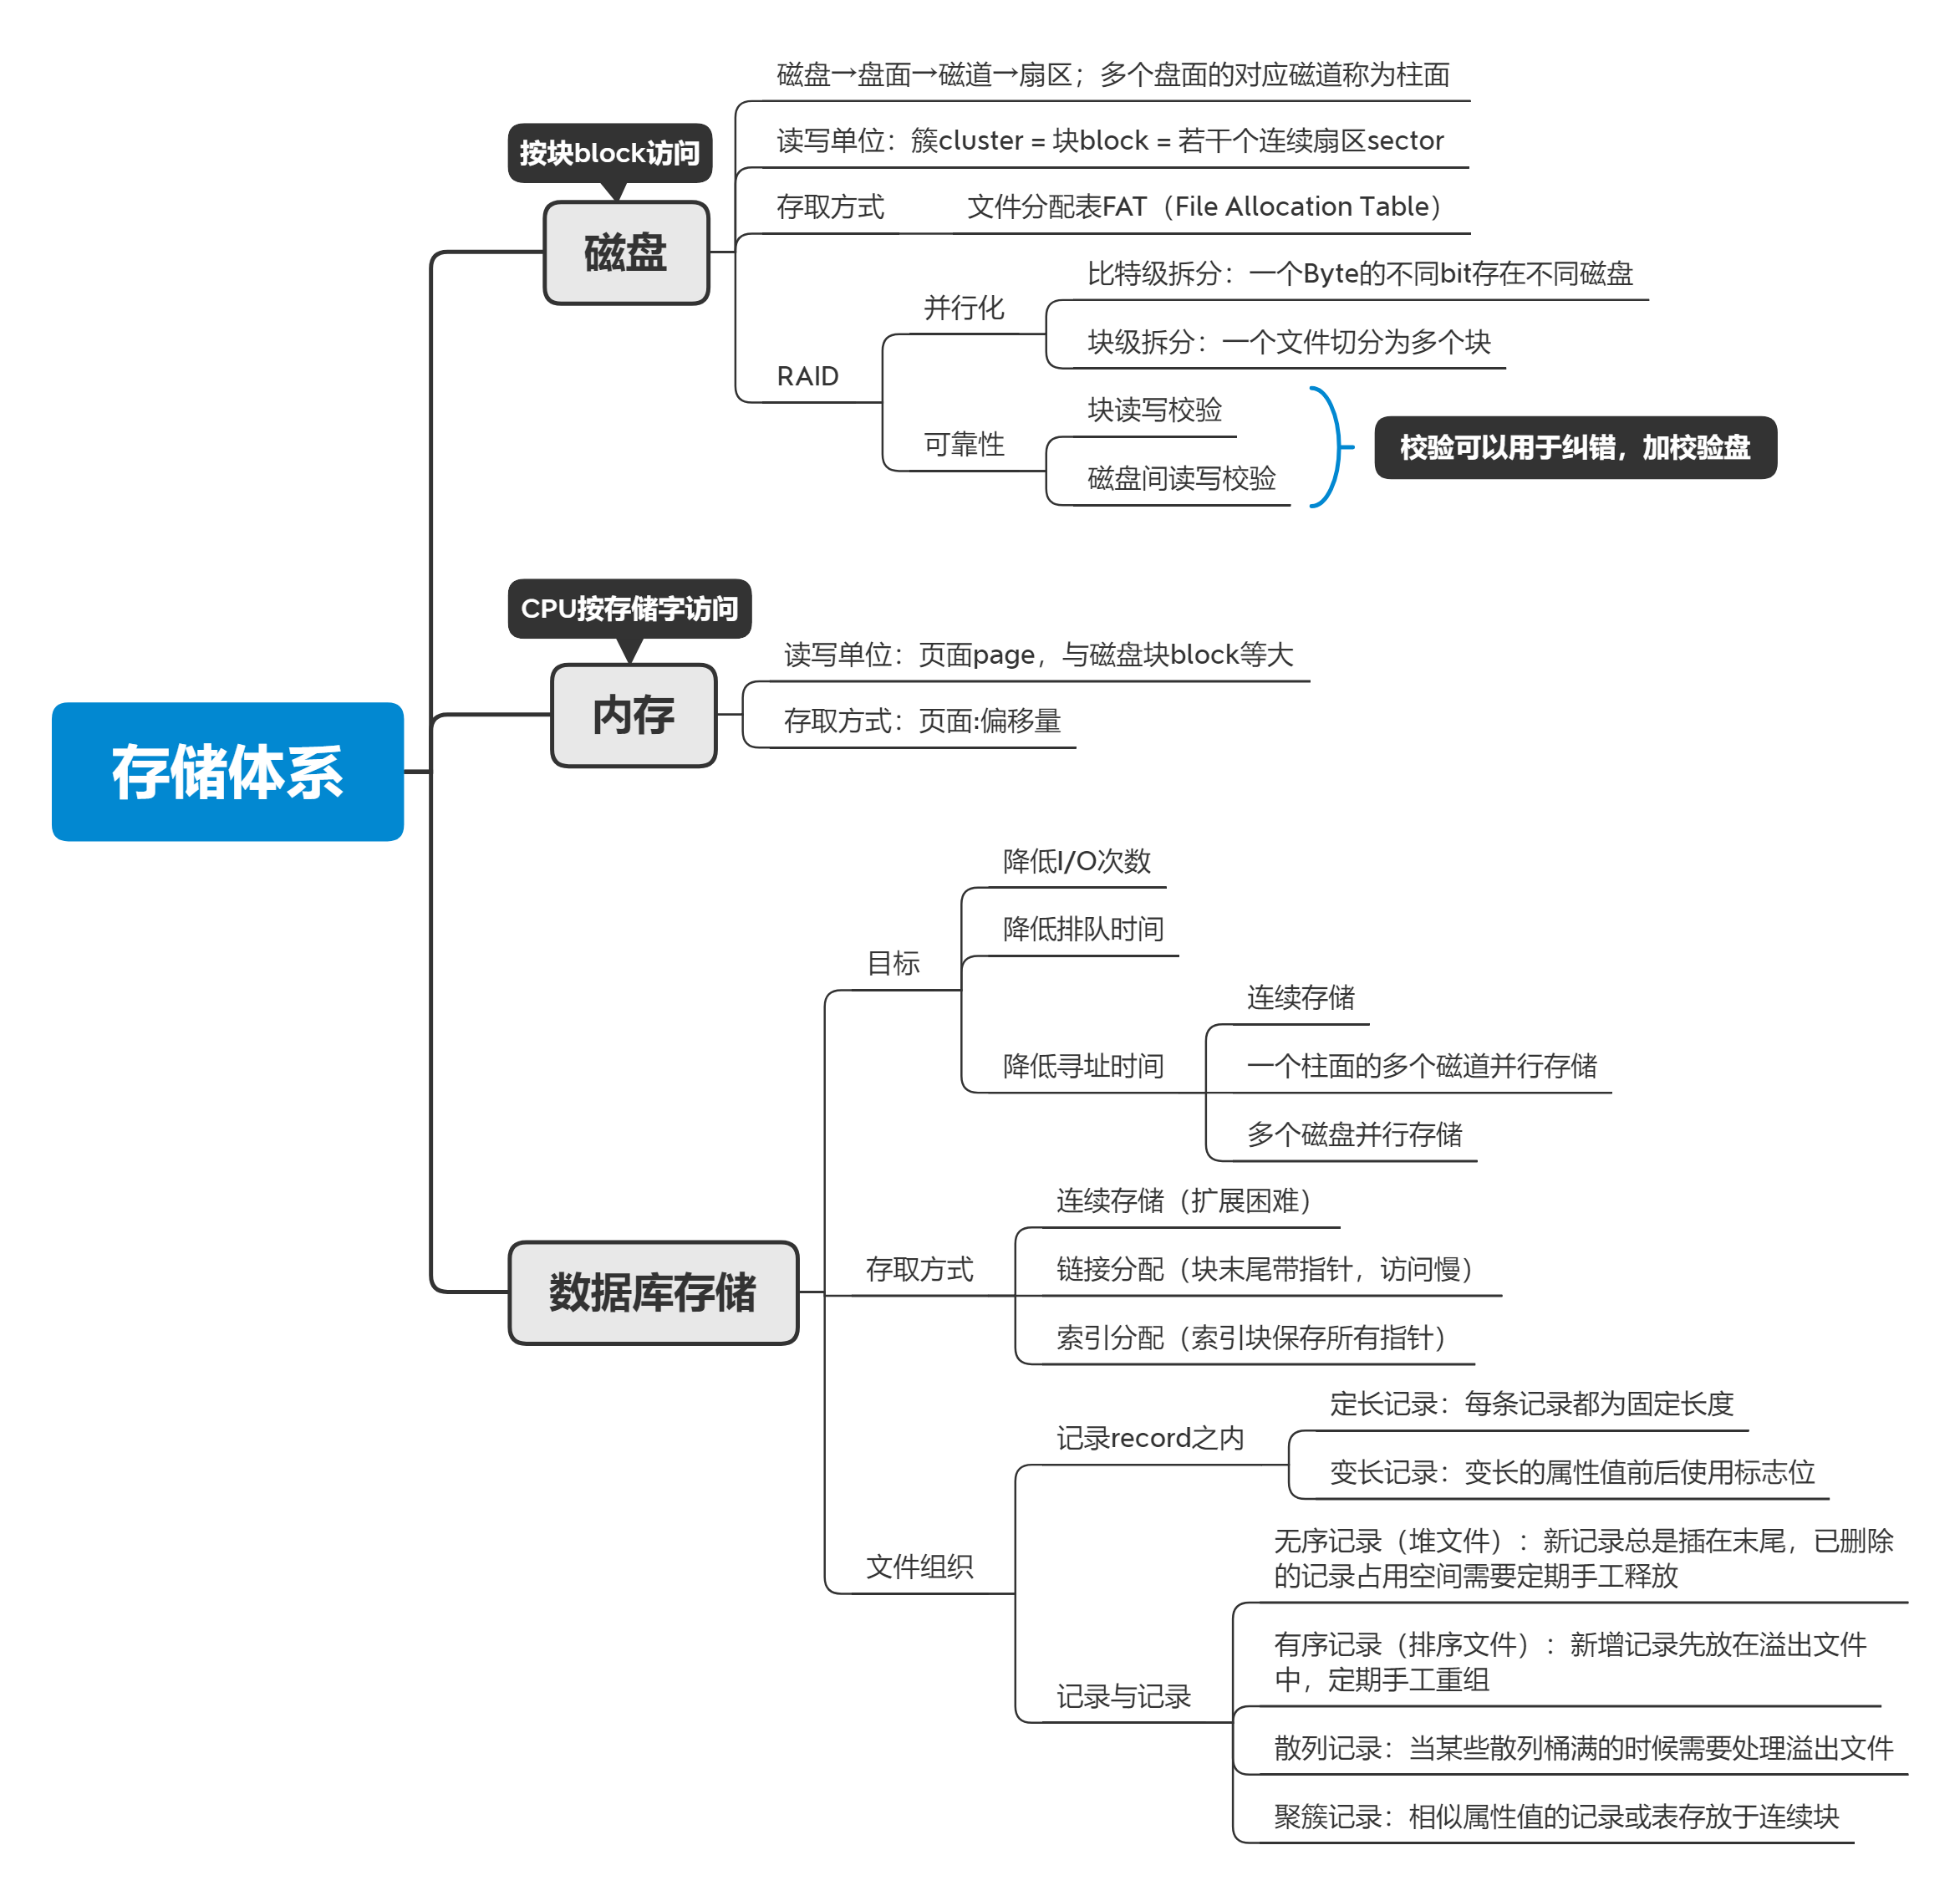 存储体系
按块block访问
磁盘
磁盘→盘面→磁道→扇区；多个盘面的对应磁道称为柱面
读写单位：簇cluster = 块block = 若干个连续扇区sector
存取方式
文件分配表FAT（File Allocation Table）
RAID
并行化
比特级拆分：一个Byte的不同bit存在不同磁盘
块级拆分：一个文件切分为多个块
可靠性
块读写校验
磁盘间读写校验
校验可以用于纠错，加校验盘
CPU按存储字访问
内存
读写单位：页面page，与磁盘块block等大
存取方式：页面:偏移量
数据库存储
目标
降低I/O次数
降低排队时间
降低寻址时间
连续存储
一个柱面的多个磁道并行存储
多个磁盘并行存储
存取方式
连续存储（扩展困难）
链接分配（块末尾带指针，访问慢）
索引分配（索引块保存所有指针）
文件组织
记录record之内
定长记录：每条记录都为固定长度
变长记录：变长的属性值前后使用标志位
记录与记录
无序记录（堆文件）：新记录总是插在末尾，已删除
的记录占用空间需要定期手工释放
有序记录（排序文件）：新增记录先放在溢出文件
中，定期手工重组
散列记录：当某些散列桶满的时候需要处理溢出文件
聚簇记录：相似属性值的记录或表存放于连续块